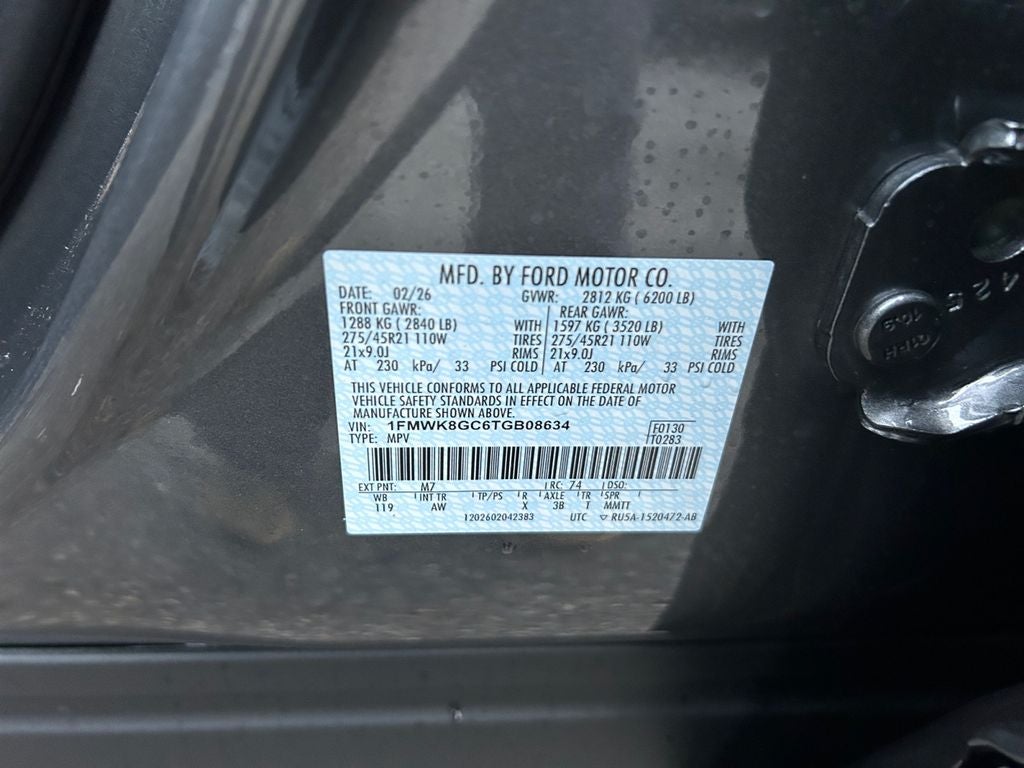 MFD. BY FORD MOTOR CO.
DATE: 02/26 GVWR: 2812 KG ( 6200 LB)
FRONT GAWR: REAR GAWR:
1288 KG ( 2840 LB) WITH 1597 KG ( 3520 LB) WITH
275/45R21 110W TIRES 275/45R21 110W TIRES
21x9.0J RIMS 21x9.0J RIMS
AT 230 kPa/ 33 PSI COLD AT 230 kPa/ 33 PSI COLD
THIS VEHICLE CONFORMS TO ALL APPLICABLE FEDERAL MOTOR
VEHICLE SAFETY STANDARDS IN EFFECT ON THE DATE OF
MANUFACTURE SHOWN ABOVE.
VIN: 1FMWK8GC6TGB08634 F0130
TYPE: MPV T0283
EXT PNT: M7 RC: 74 DSO:
WB INT TR TP/PS R AXLE TR SPR
119 AW X 3B T MMTT
1202602042383 UTC ▽ RU5A-1520472-AB
425
10.9